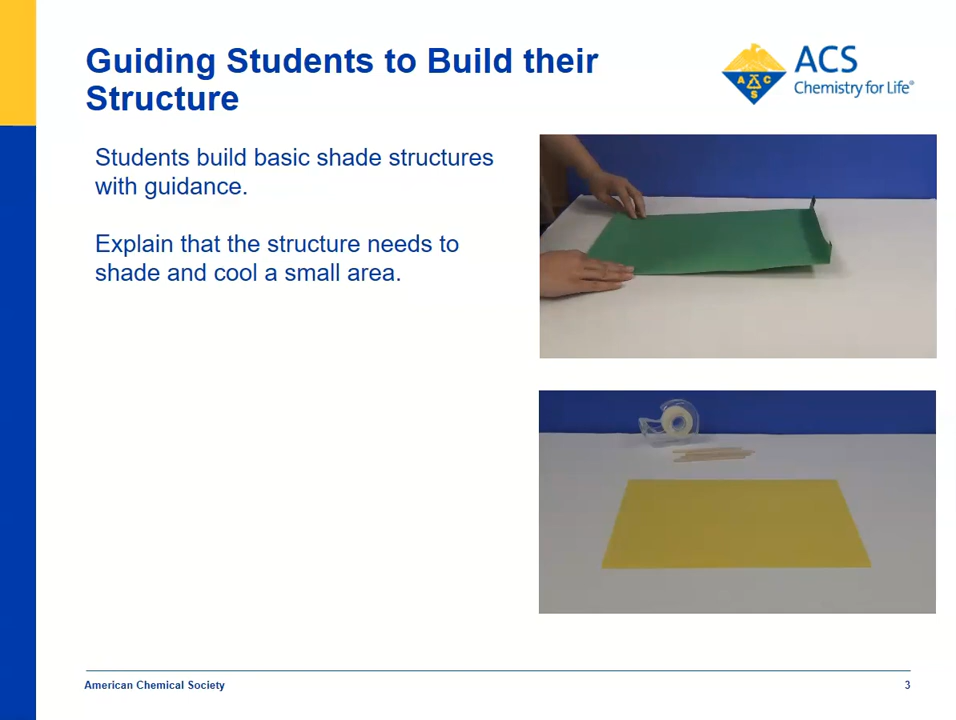 Guiding Students to Build their
Structure
ACS
Chemistry for Life®
A C
S
Students build basic shade structures
with guidance.
Explain that the structure needs to
shade and cool a small area.
American Chemical Society
3